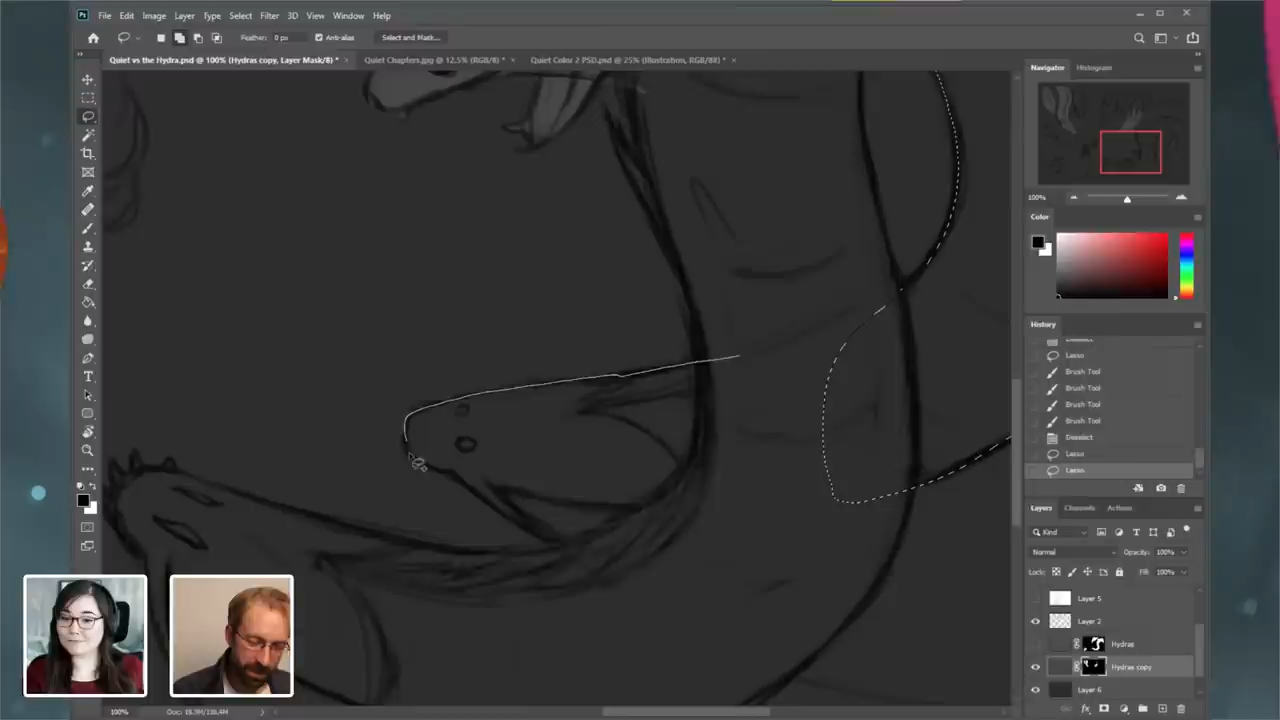 Ps File Edit Image Layer Type Select Filter 3D View Window Help
Feather: 0 px Anti-alias Select and Mask...
Quiet vs the Hydra.psd @ 100% (Hydras copy, Layer Mask/8) * × Quiet Chapters.jpg @ 12.5% (RGB/8) * × Quiet Color 2 PSD.psd @ 25% (Illustration, RGB/8#) * ×
Navigator Histogram
100%
Color
History
Deselect
Lasso
Brush Tool
Brush Tool
Brush Tool
Brush Tool
Deselect
Lasso
Lasso
Layers Channels Actions
Kind
Normal Opacity: 100%
Lock: Fill: 100%
Layer 5
Layer 2
Hydras
Hydras copy
Layer 6
100%